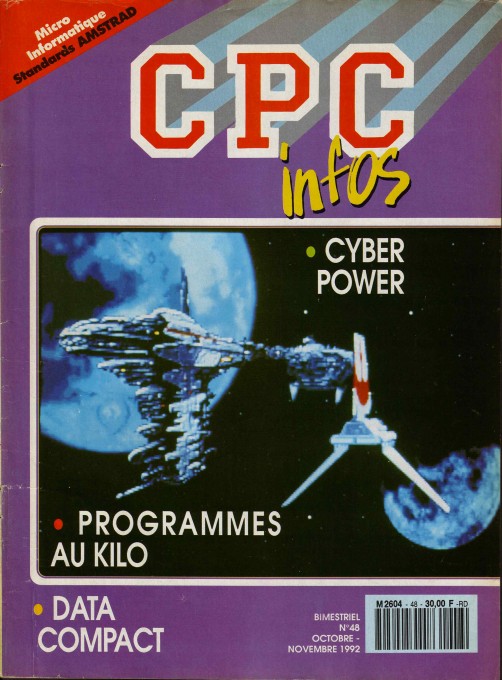 Micro
Informatique
Standards AMSTRAD
CPC
infos
• CYBER
POWER
• PROGRAMMES
AU KILO
• DATA
COMPACT
BIMESTRIEL
N°48
OCTOBRE -
NOVEMBRE 1992
M 2604 - 48 - 30,00 F -RD